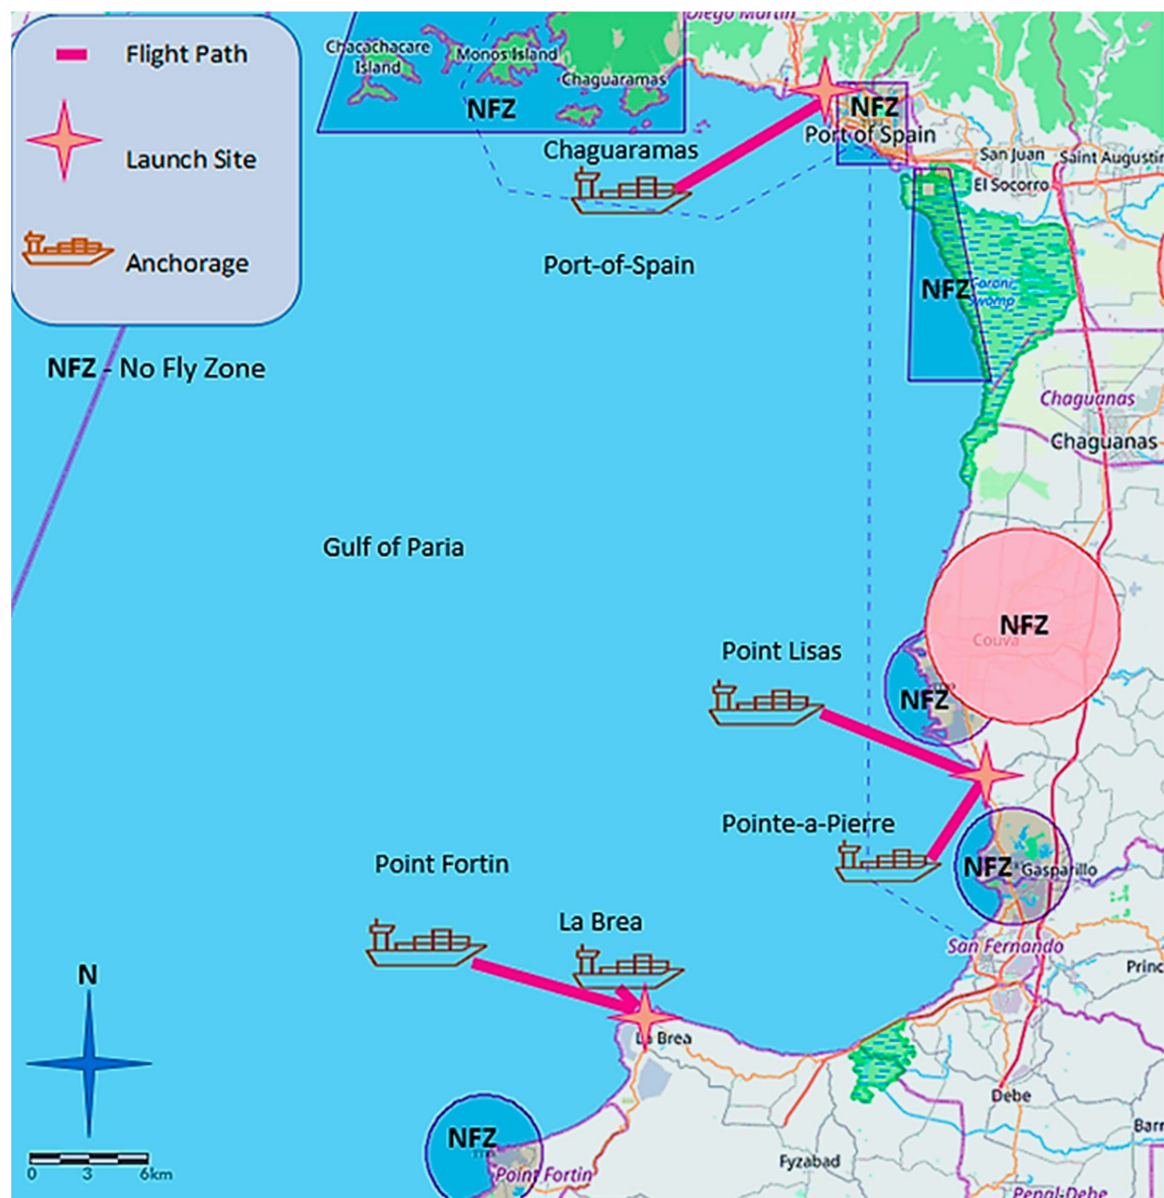 Flight Path
Launch Site
Anchorage
NFZ - No Fly Zone
Diego Martin
Chacachacare
Island
Monos Island
Chaguaramas
NFZ
NFZ
Port of Spain
Chaguaramas
San Juan
Saint Augustin
El Socorro
Port-of-Spain
NFZ
Caroni
Swamp
Chaguanas
Chaguanas
Gulf of Paria
NFZ
Couva
Point Lisas
NFZ
Pointe-a-Pierre
NFZ
Gasparillo
Point Fortin
La Brea
San Fernando
Princ
N
La Brea
Debe
Barr
NFZ
Point Fortin
Fyzabad
Penal-Debe
0 3 6km